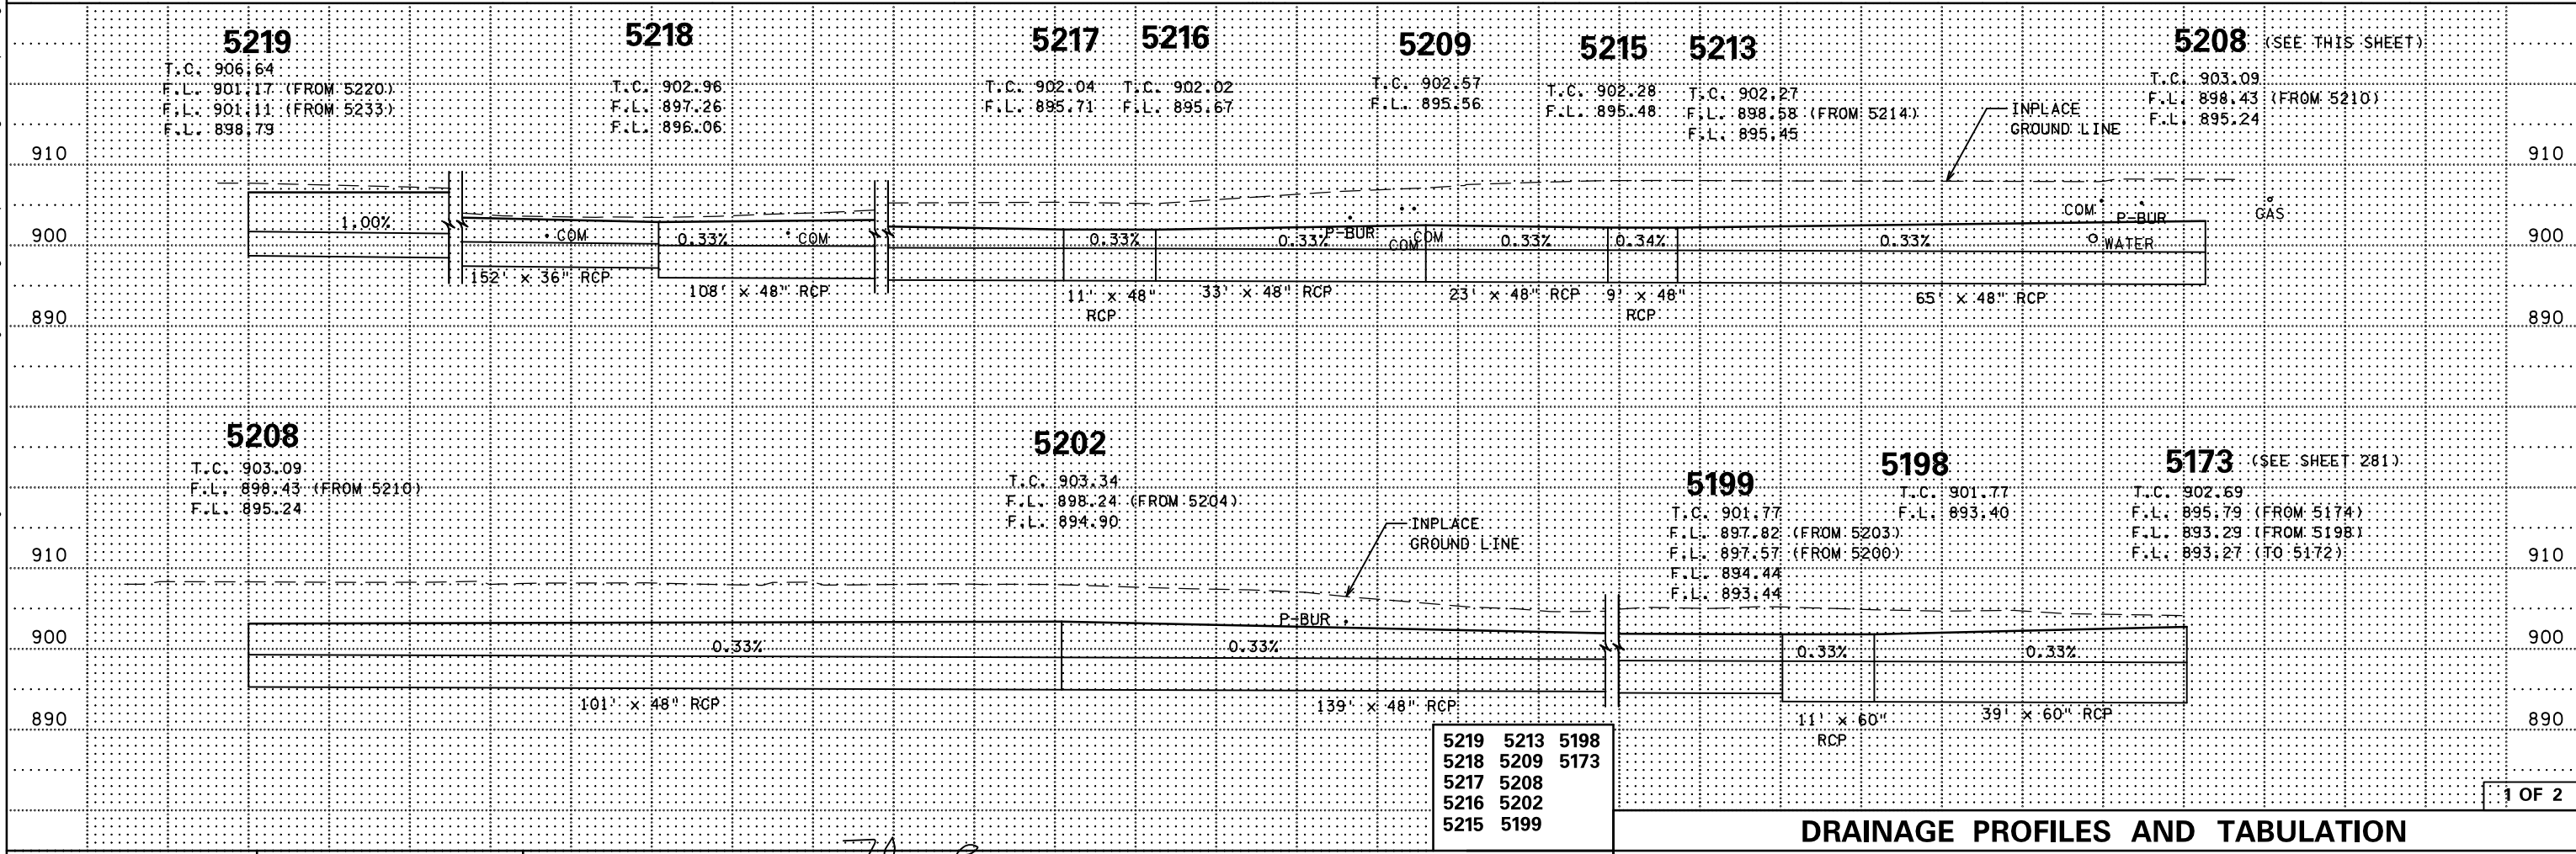 5219 5218 5217 5216 5209 5215 5213 5208 (SEE THIS SHEET)
T.C. 906.64
F.L. 901.17 (FROM 5220)
F.L. 901.11 (FROM 5233)
F.L. 898.79
T.C. 902.96
F.L. 897.26
F.L. 896.06
T.C. 902.04
F.L. 895.71
T.C. 902.02
F.L. 895.67
T.C. 902.57
F.L. 895.56
T.C. 902.28
F.L. 895.48
T.C. 902.27
F.L. 898.58 (FROM 5214)
F.L. 895.45
T.C. 903.09
F.L. 898.43 (FROM 5210)
F.L. 895.24
INPLACE
GROUND LINE
910 910
COM P-BUR GAS
1.00% COM 0.33% COM 0.33% 0.33% P-BUR COM COM 0.33% 0.34% 0.33% WATER
900 900
152' x 36" RCP
108' x 48" RCP
11' x 48"
RCP
33' x 48" RCP
23' x 48" RCP
9' x 48"
RCP
65' x 48" RCP
890 890
5208 5202 5199 5198 5173 (SEE SHEET 281)
T.C. 903.09
F.L. 898.43 (FROM 5210)
F.L. 895.24
T.C. 903.34
F.L. 898.24 (FROM 5204)
F.L. 894.90
INPLACE
GROUND LINE
T.C. 901.77
F.L. 897.82 (FROM 5203)
F.L. 897.57 (FROM 5200)
F.L. 894.44
F.L. 893.44
T.C. 901.77
F.L. 893.40
T.C. 902.69
F.L. 895.79 (FROM 5174)
F.L. 893.29 (FROM 5198)
F.L. 893.27 (TO 5172)
910 910
P-BUR
900 900
0.33% 0.33% 0.33% 0.33%
101' x 48" RCP
139' x 48" RCP
11' x 60"
RCP
39' x 60" RCP
890 890
5219 5213 5198
5218 5209 5173
5217 5208
5216 5202
5215 5199
1 OF 2
DRAINAGE PROFILES AND TABULATION